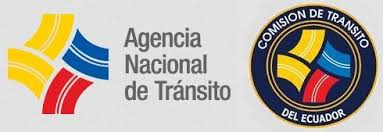 Agencia
Nacional
de Tránsito
COMISION DE TRANSITO
DEL ECUADOR